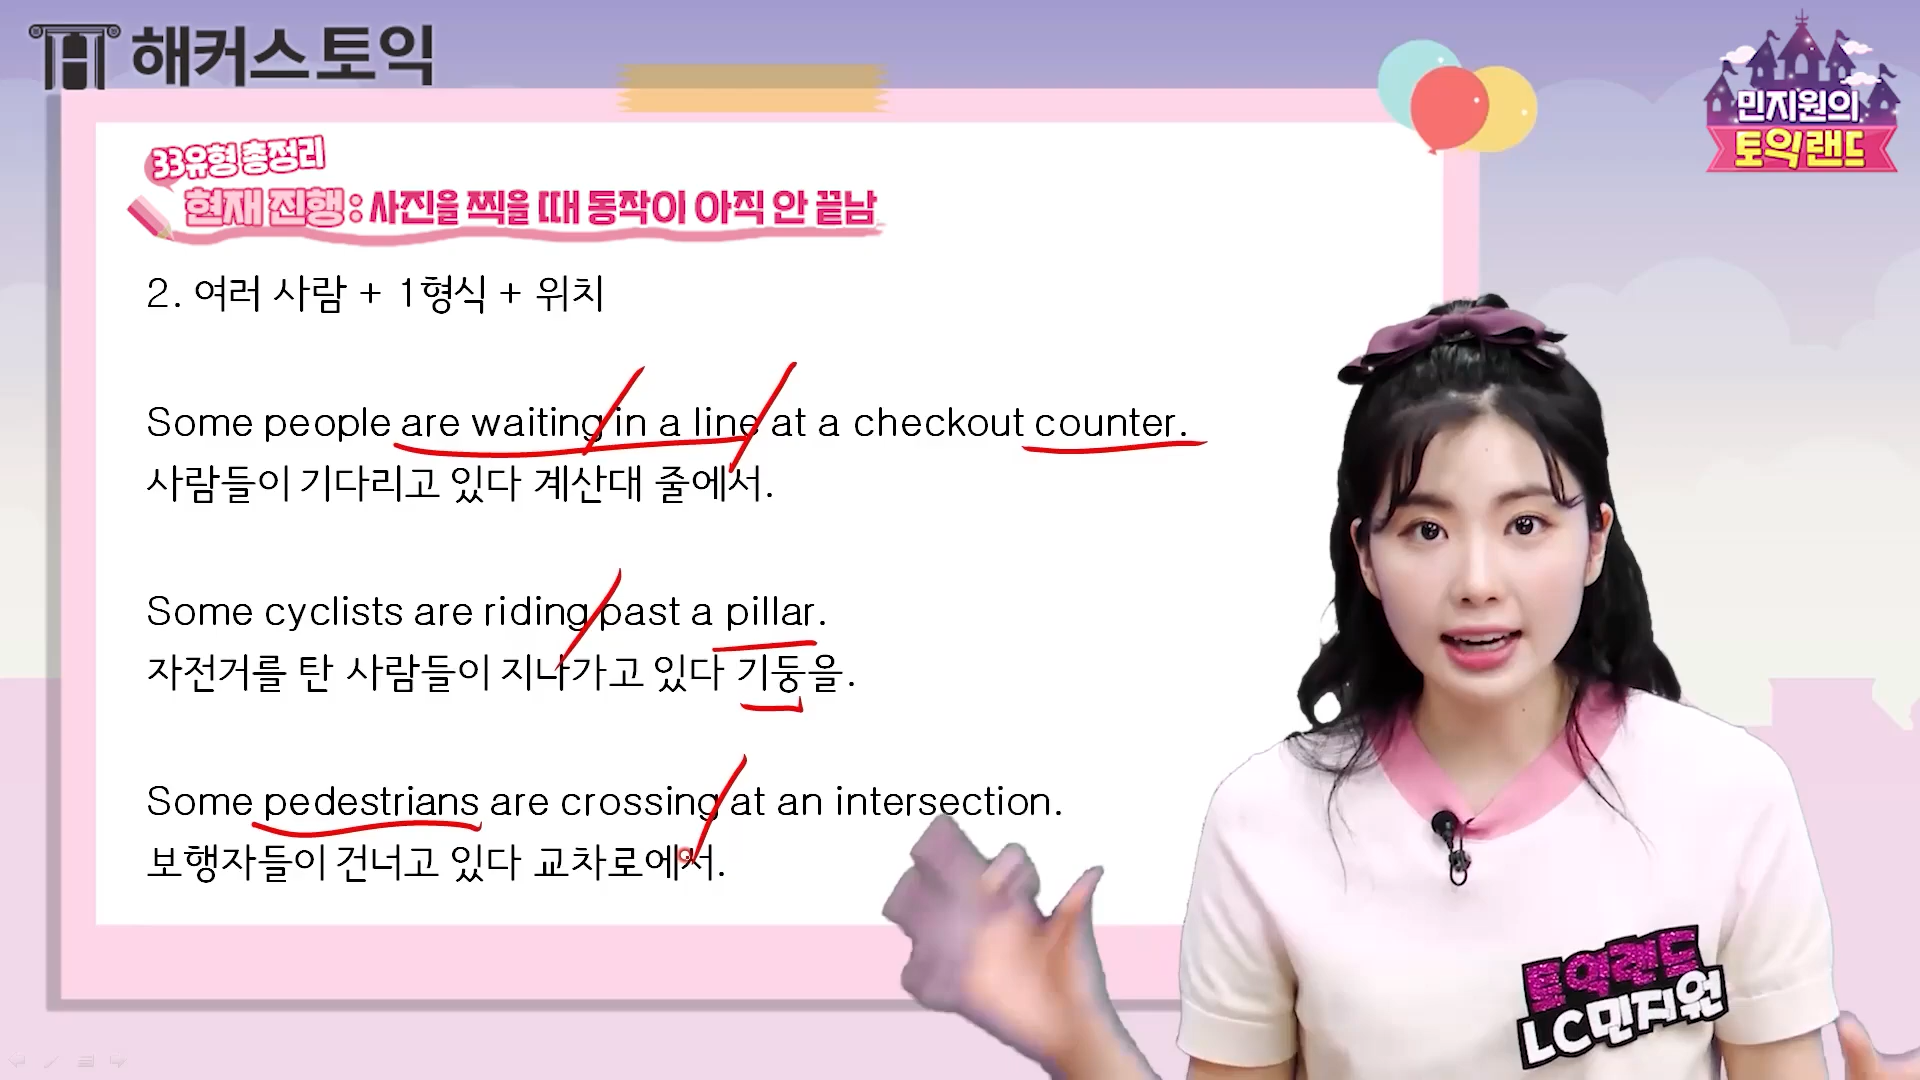 해커스토익
민지원의
토익랜드
33유형 총정리
현재 진행 : 사진을 찍을 때 동작이 아직 안 끝남
2. 여러 사람 + 1형식 + 위치
Some people are waiting in a line at a checkout counter.
사람들이 기다리고 있다 계산대 줄에서.
Some cyclists are riding past a pillar.
자전거를 탄 사람들이 지나가고 있다 기둥을.
Some pedestrians are crossing at an intersection.
보행자들이 건너고 있다 교차로에서.
토익랜드
LC민지원